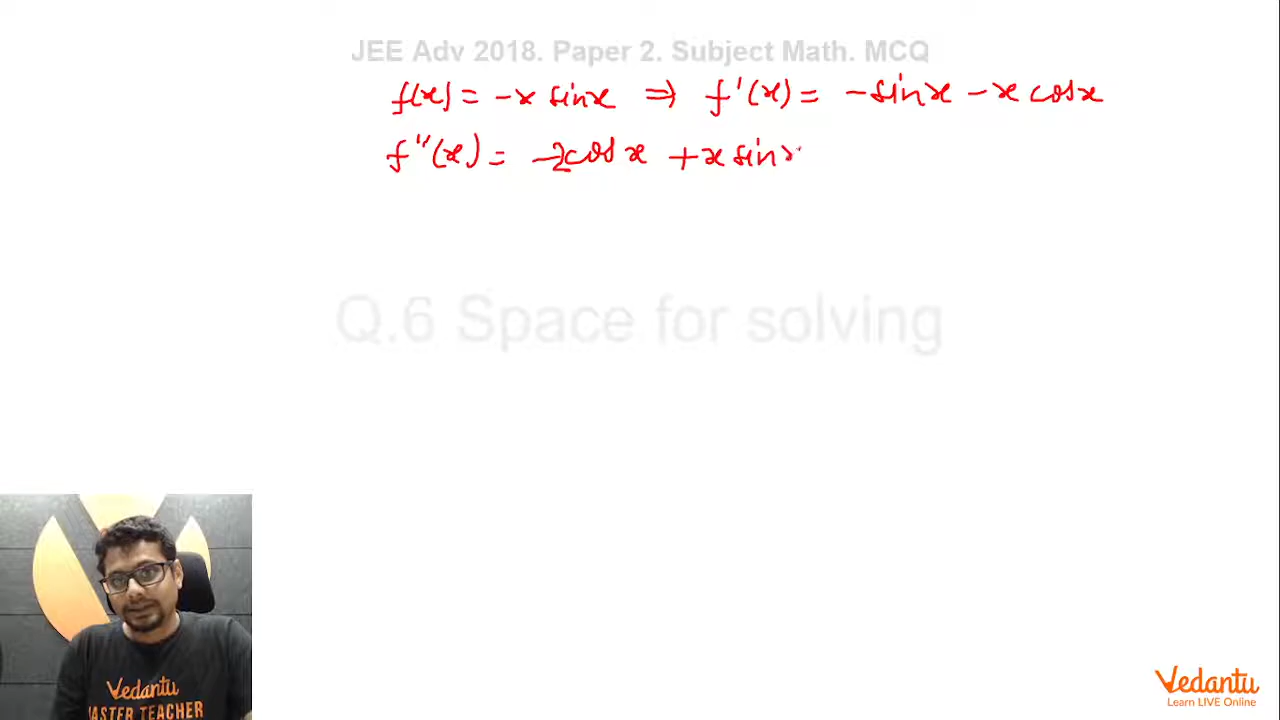 JEE Adv 2018. Paper 2. Subject Math. MCQ
f(x) = -x sinx ⇒ f'(x) = -sinx - x cosx
f''(x) = -2cosx + x sinx
Q.6 Space for solving
Vedantu
MASTER TEACHER
Vedantu
Learn LIVE Online